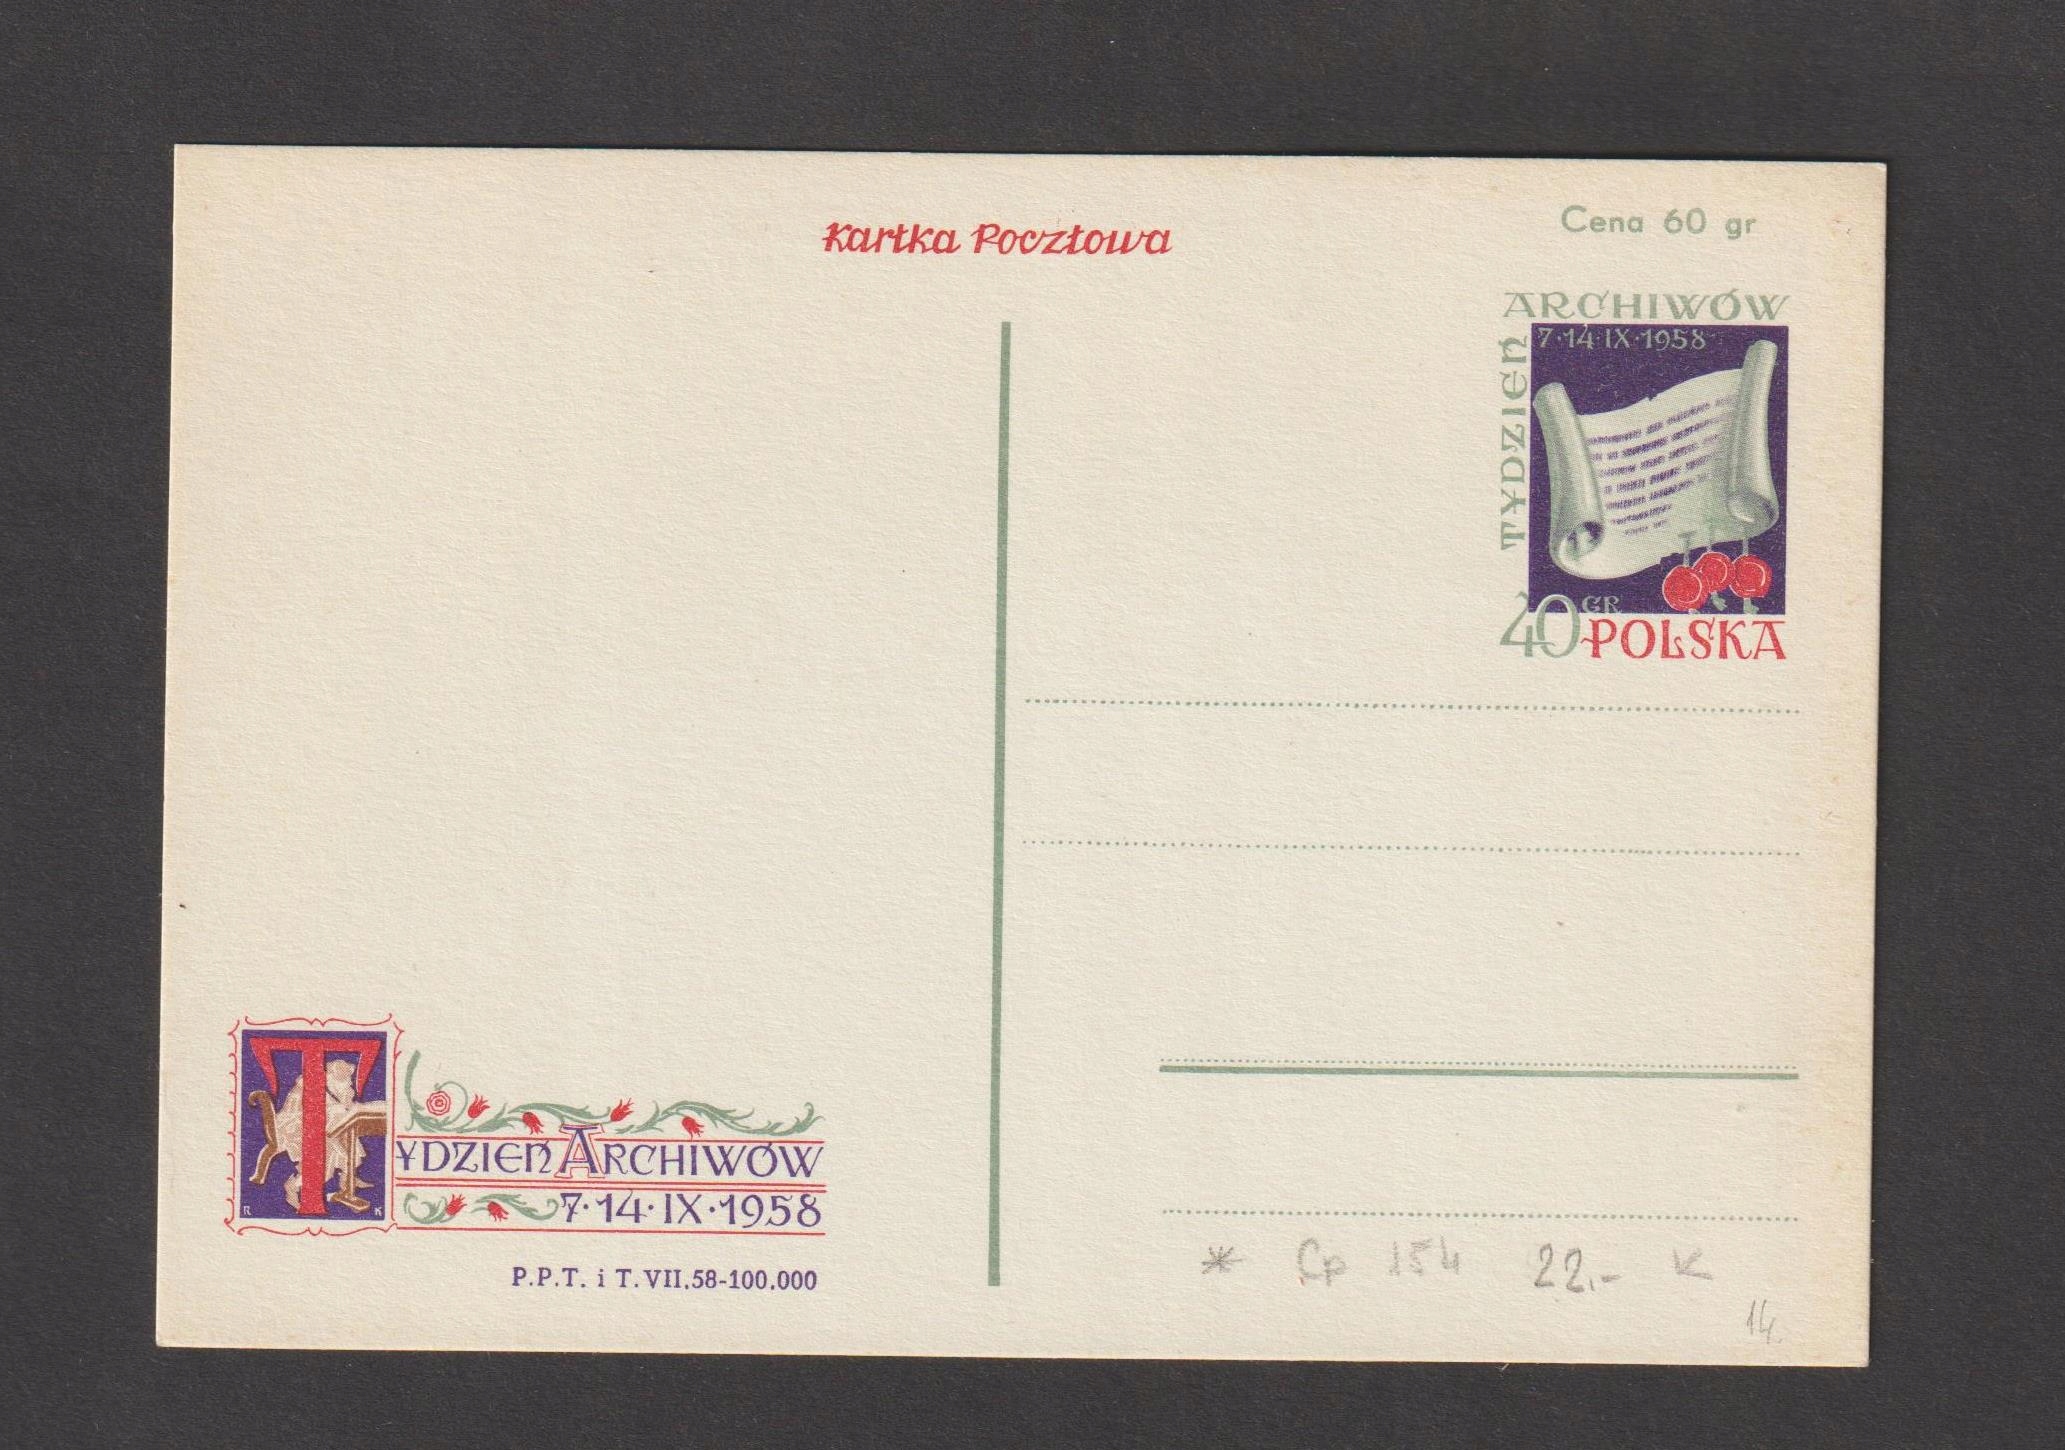 Kartka Pocztowa
Cena 60 gr
TYDZIEŃ ARCHIWÓW
7·14·IX·1958
40 GR POLSKA
TYDZIEŃ ARCHIWÓW
7·14·IX·1958
R K
P.P.T. i T. VII.58-100.000
* Cp 154 22.- K
14.